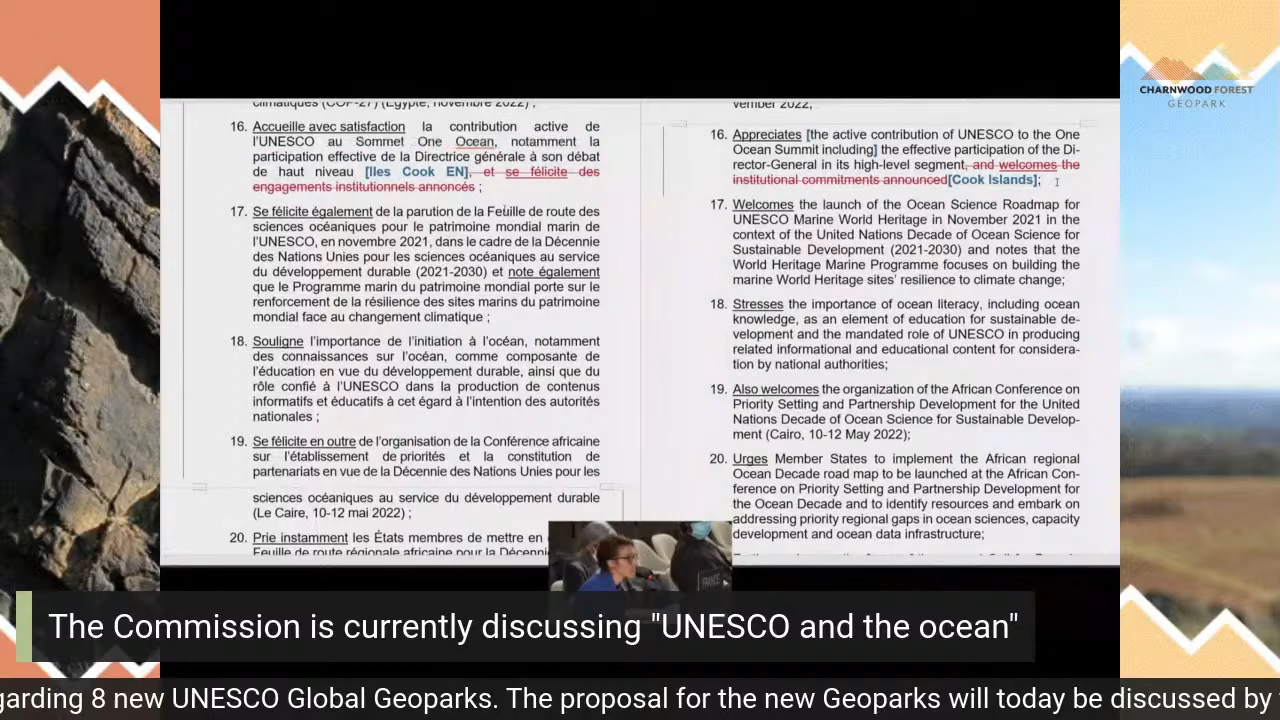 climatiques (COP-27) (Egypte, novembre 2022) ;
16. Accueille avec satisfaction la contribution active de
l'UNESCO au Sommet One Ocean, notamment la
participation effective de la Directrice générale à son débat
de haut niveau [Iles Cook EN], et se félicite des
engagements institutionnels annoncés ;
17. Se félicite également de la parution de la Feuille de route des
sciences océaniques pour le patrimoine mondial marin de
l'UNESCO, en novembre 2021, dans le cadre de la Décennie
des Nations Unies pour les sciences océaniques au service
du développement durable (2021-2030) et note également
que le Programme marin du patrimoine mondial porte sur le
renforcement de la résilience des sites marins du patrimoine
mondial face au changement climatique ;
18. Souligne l'importance de l'initiation à l'océan, notamment
des connaissances sur l'océan, comme composante de
l'éducation en vue du développement durable, ainsi que du
rôle confié à l'UNESCO dans la production de contenus
informatifs et éducatifs à cet égard à l'intention des autorités
nationales ;
19. Se félicite en outre de l'organisation de la Conférence africaine
sur l'établissement de priorités et la constitution de
partenariats en vue de la Décennie des Nations Unies pour les
sciences océaniques au service du développement durable
(Le Caire, 10-12 mai 2022) ;
20. Prie instamment les États membres de mettre en
Feuille de route régionale africaine pour la Décennie
vember 2022;
16. Appreciates [the active contribution of UNESCO to the One
Ocean Summit including] the effective participation of the Di-
rector-General in its high-level segment, and welcomes the
institutional commitments announced[Cook Islands];
17. Welcomes the launch of the Ocean Science Roadmap for
UNESCO Marine World Heritage in November 2021 in the
context of the United Nations Decade of Ocean Science for
Sustainable Development (2021-2030) and notes that the
World Heritage Marine Programme focuses on building the
marine World Heritage sites' resilience to climate change;
18. Stresses the importance of ocean literacy, including ocean
knowledge, as an element of education for sustainable de-
velopment and the mandated role of UNESCO in producing
related informational and educational content for considera-
tion by national authorities;
19. Also welcomes the organization of the African Conference on
Priority Setting and Partnership Development for the United
Nations Decade of Ocean Science for Sustainable Develop-
ment (Cairo, 10-12 May 2022);
20. Urges Member States to implement the African regional
Ocean Decade road map to be launched at the African Con-
ference on Priority Setting and Partnership Development for
the Ocean Decade and to identify resources and embark on
addressing priority regional gaps in ocean sciences, capacity
development and ocean data infrastructure;
CHARNWOOD FOREST
GEOPARK
FRANCE
The Commission is currently discussing "UNESCO and the ocean"
garding 8 new UNESCO Global Geoparks. The proposal for the new Geoparks will today be discussed by